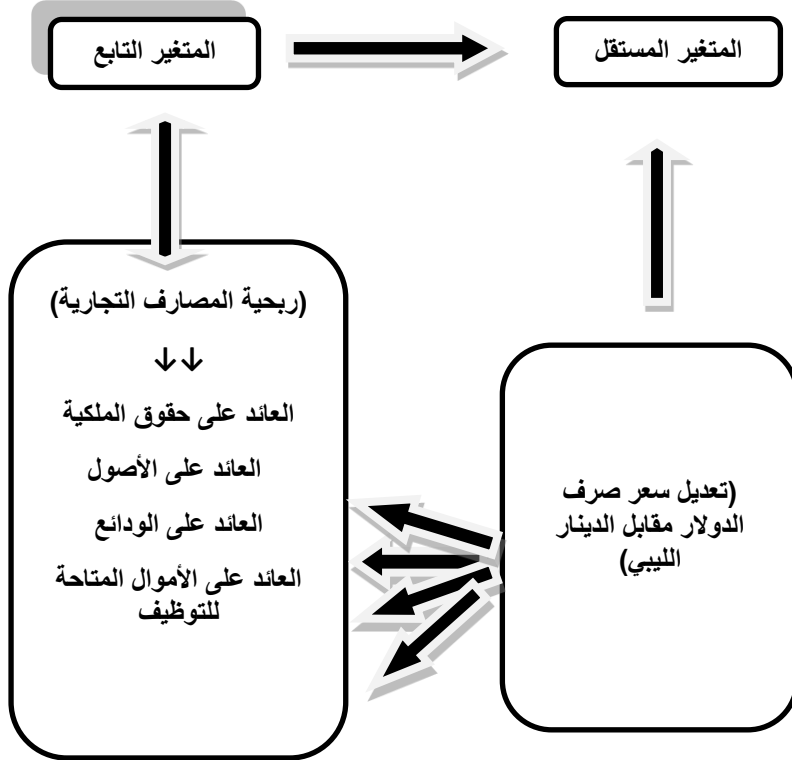 المتغير المستقل
المتغير التابع
(ربحية المصارف التجارية)
↓↓
العائد على حقوق الملكية
العائد على الأصول
العائد على الودائع
العائد على الأموال المتاحة
للتوظيف
(تعديل سعر صرف
الدولار مقابل الدينار
الليبي)